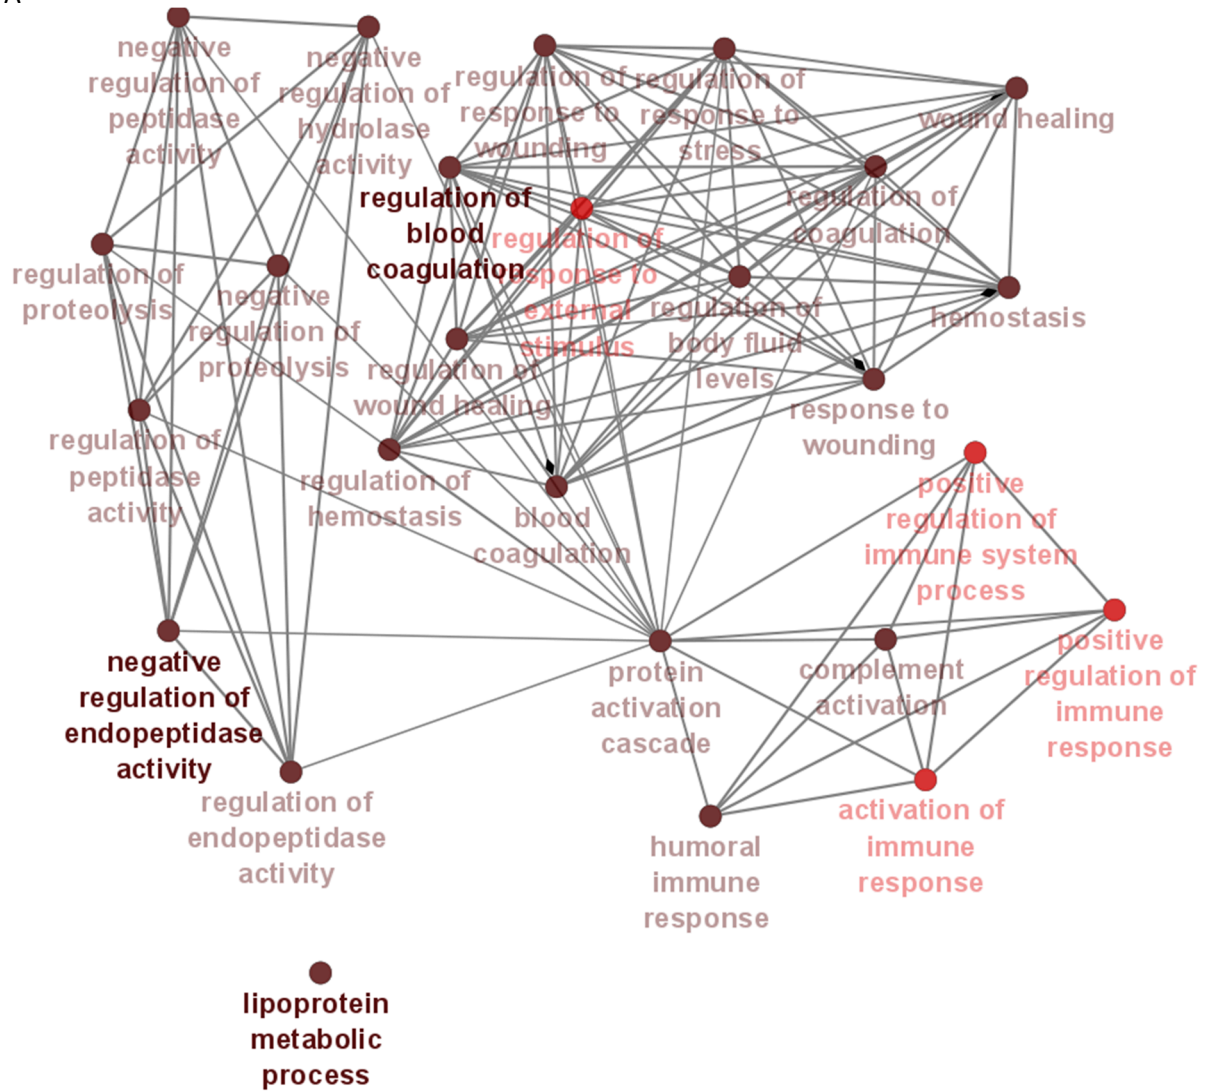 A
negative
regulation of
peptidase
activity
negative
regulation of
hydrolase
activity
regulation of
response to
wounding
regulation of
response to
stress
wound healing
regulation of
blood
coagulation
regulation of
response to
external
stimulus
regulation of
coagulation
regulation of
proteolysis
negative
regulation of
proteolysis
regulation of
body fluid
levels
hemostasis
regulation of
wound healing
response to
wounding
regulation of
peptidase
activity
regulation of
hemostasis
blood
coagulation
positive
regulation of
immune system
process
negative
regulation of
endopeptidase
activity
protein
activation
cascade
complement
activation
positive
regulation of
immune
response
regulation of
endopeptidase
activity
humoral
immune
response
activation of
immune
response
lipoprotein
metabolic
process